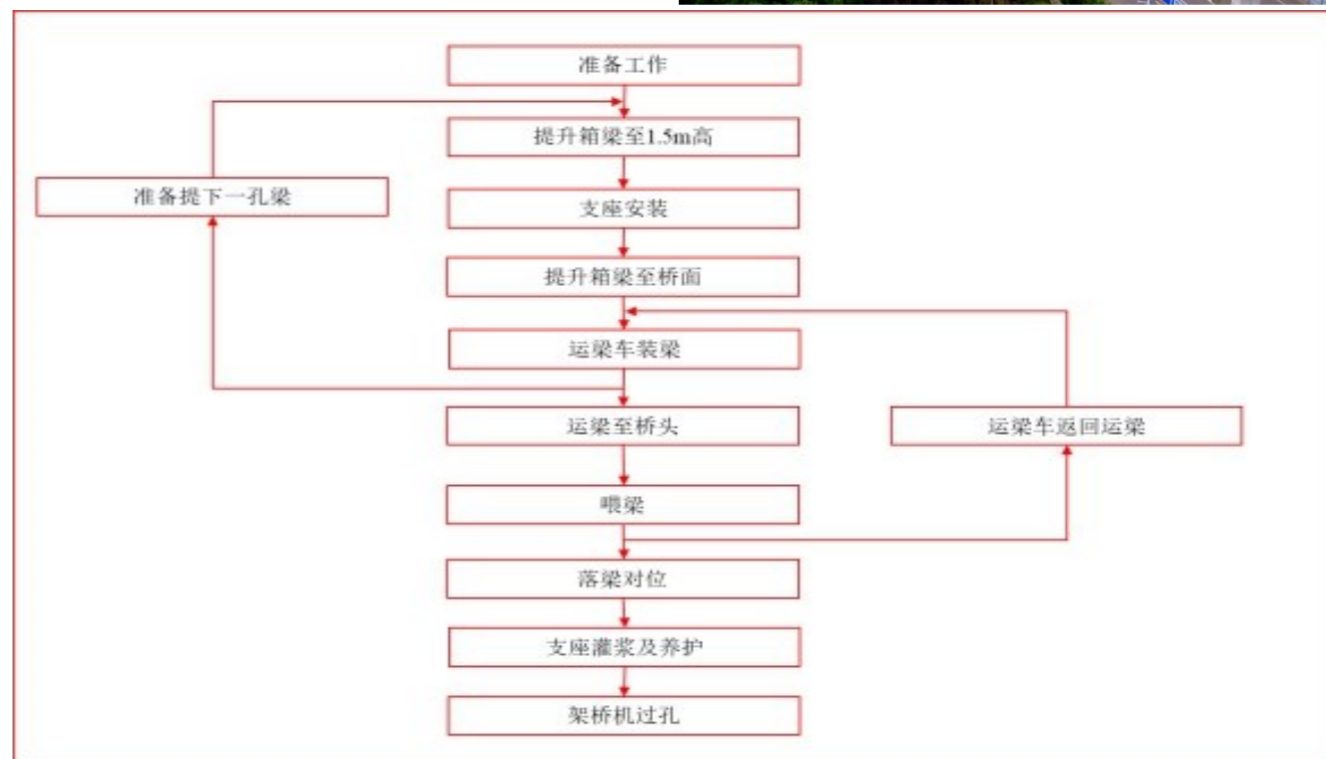 准备工作
提升箱梁至1.5m高
准备提下一孔梁
支座安装
提升箱梁至桥面
运梁车装梁
运梁至桥头
运梁车返回运梁
喂梁
落梁对位
支座灌浆及养护
架桥机过孔